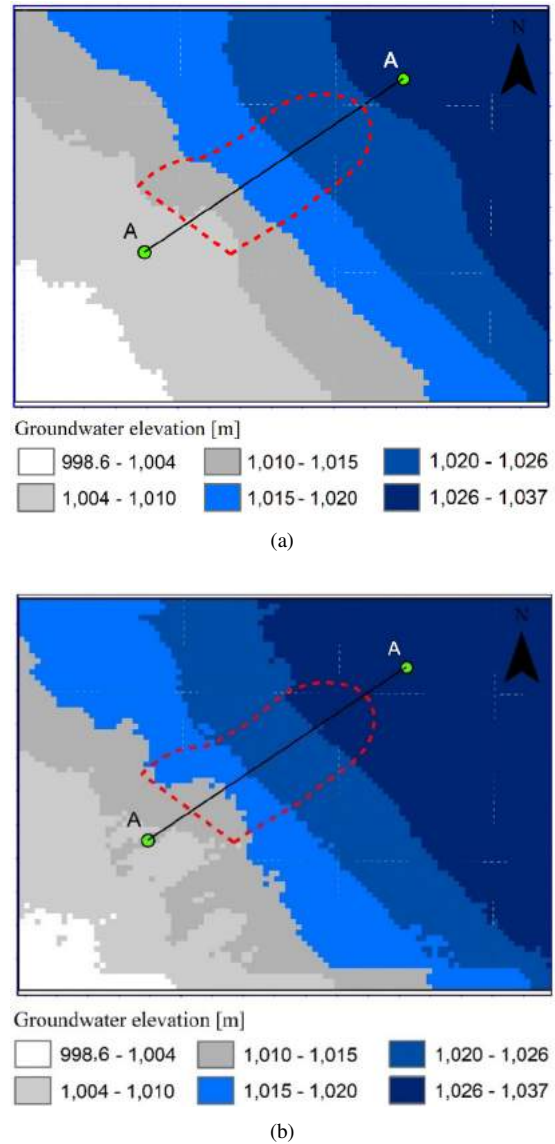 N
A
A
Groundwater elevation [m]
998.6 - 1,004 1,010 - 1,015 1,020 - 1,026
1,004 - 1,010 1,015 - 1,020 1,026 - 1,037
(a)
N
A
A
Groundwater elevation [m]
998.6 - 1,004 1,010 - 1,015 1,020 - 1,026
1,004 - 1,010 1,015 - 1,020 1,026 - 1,037
(b)